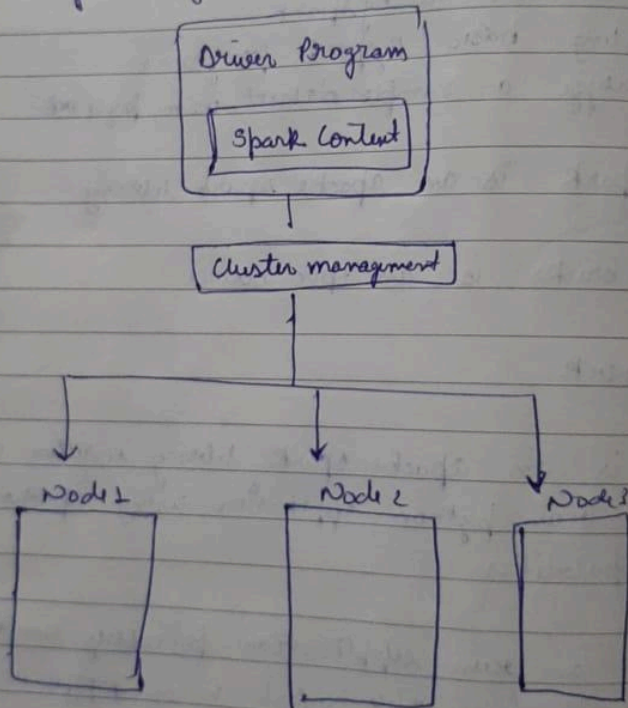 Driver Program
Spark Context
Cluster management
Node 1
Node 2
Node 3